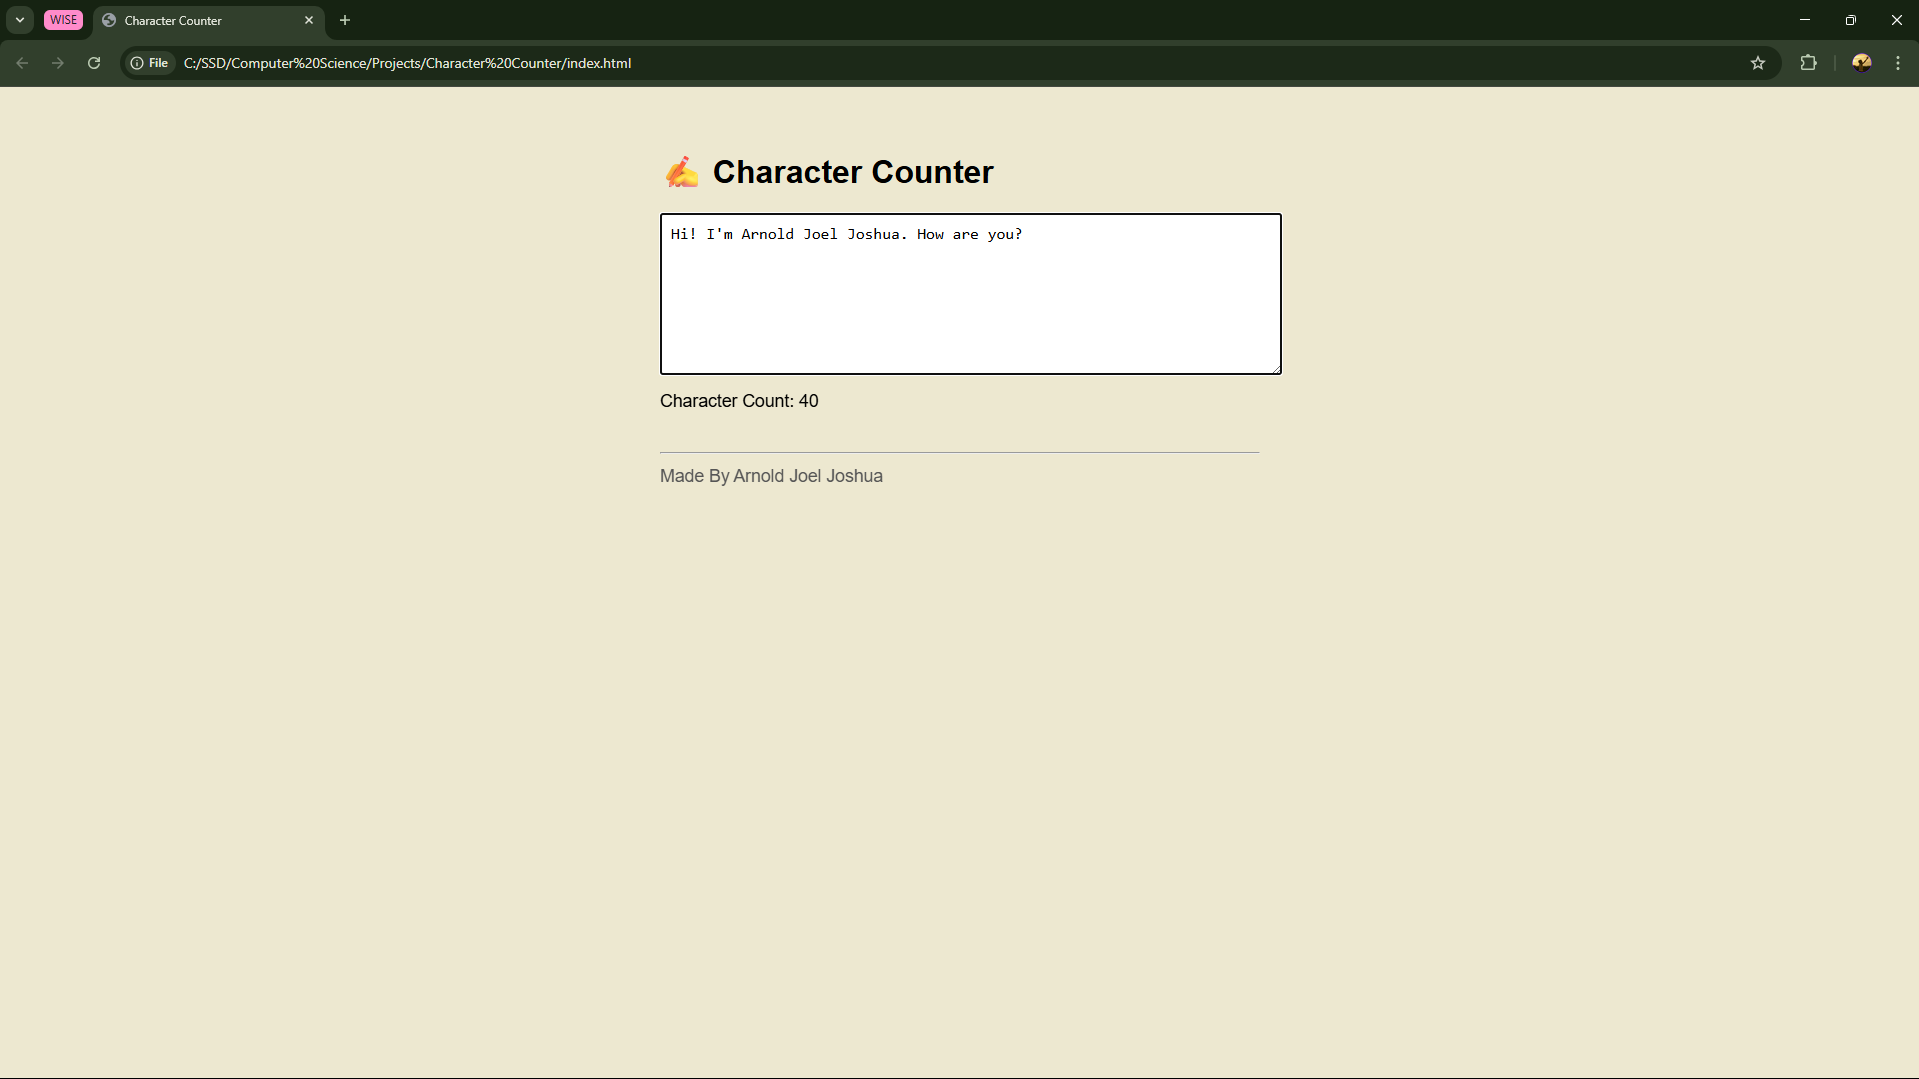 WISE
Character Counter
File
C:/SSD/Computer%20Science/Projects/Character%20Counter/index.html
✍️ Character Counter
Hi! I'm Arnold Joel Joshua. How are you?
Character Count: 40
Made By Arnold Joel Joshua